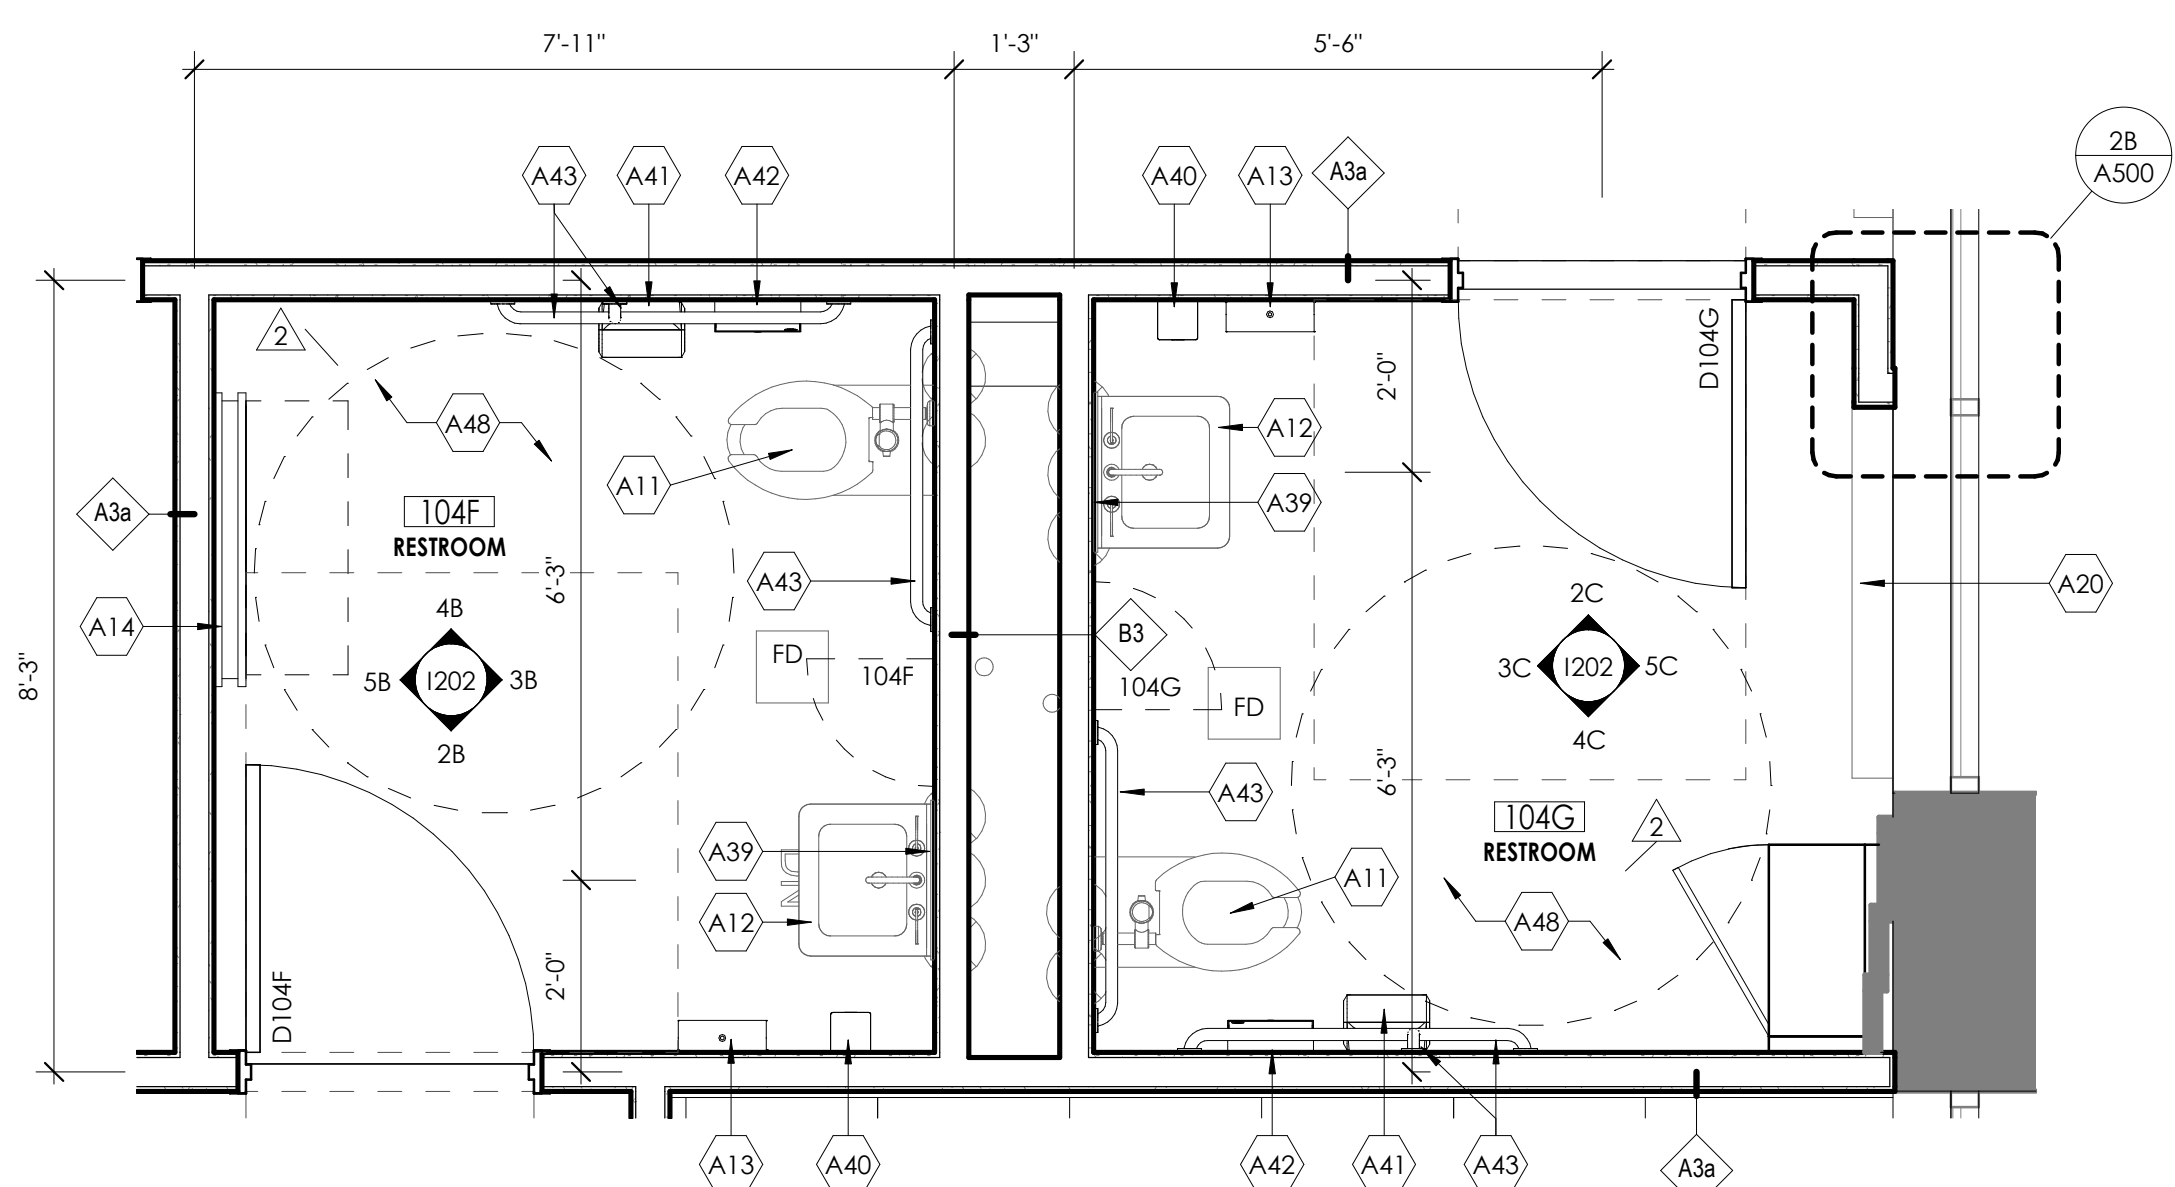 7'-11"
1'-3"
5'-6"
2B
A500
A43
A41
A42
A40
A13
A3a
2
D104G
2'-0"
A48
A12
A11
A39
A3a
104F
RESTROOM
6'-3"
A43
A20
2C
4B
A14
B3
FD
104F
3C
I202
5C
5B
I202
3B
8'-3"
104G
FD
4C
2B
6'-3"
A43
104G
2
RESTROOM
A39
A11
A12
A48
2'-0"
D104F
A13
A40
A42
A41
A43
A3a